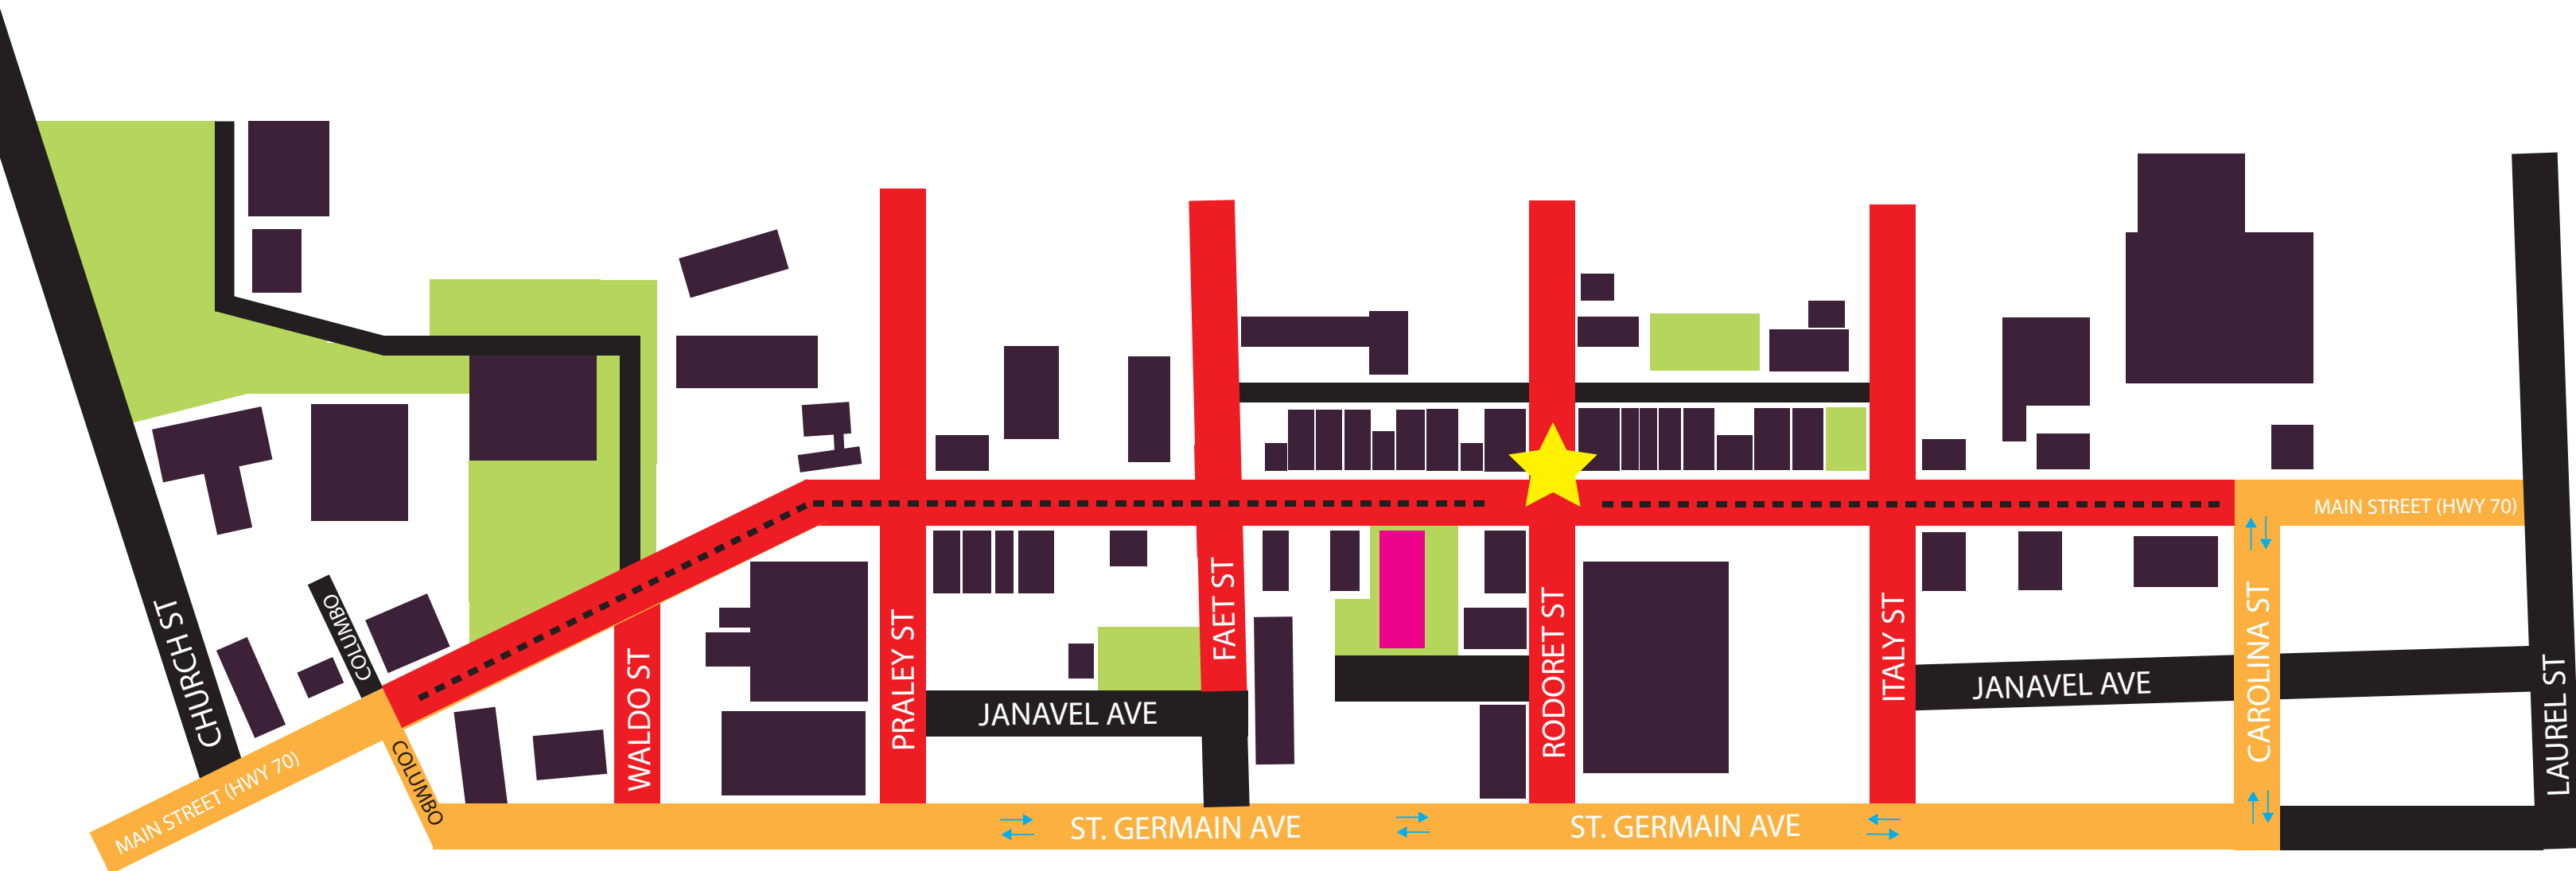 CHURCH ST
MAIN STREET (HWY 70)
COLUMBO
COLUMBO
WALDO ST
PRALEY ST
JANAVEL AVE
FAET ST
ST. GERMAIN AVE
RODORET ST
ST. GERMAIN AVE
ITALY ST
JANAVEL AVE
CAROLINA ST
MAIN STREET (HWY 70)
LAUREL ST